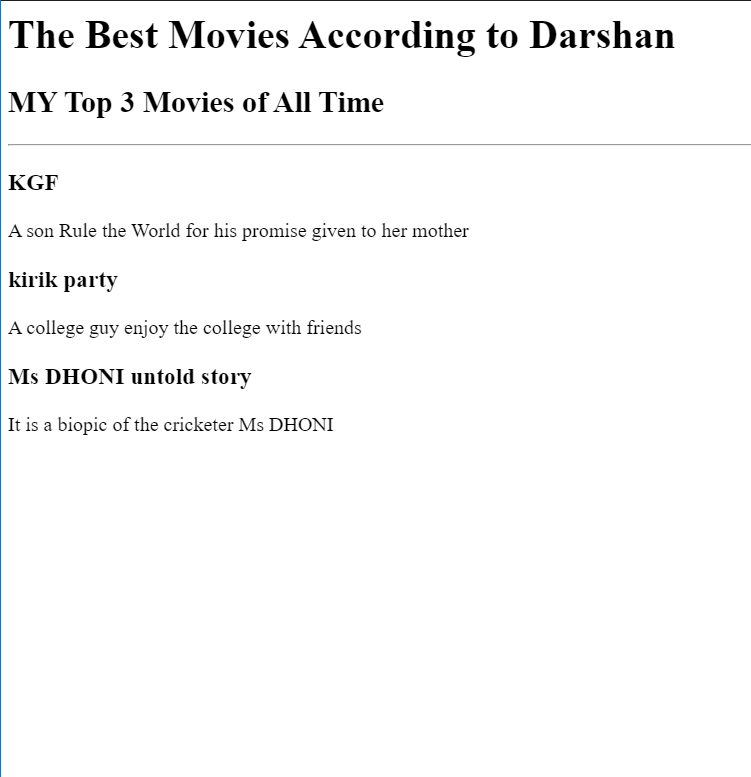 The Best Movies According to Darshan
MY Top 3 Movies of All Time
KGF
A son Rule the World for his promise given to her mother
kirik party
A college guy enjoy the college with friends
Ms DHONI untold story
It is a biopic of the cricketer Ms DHONI